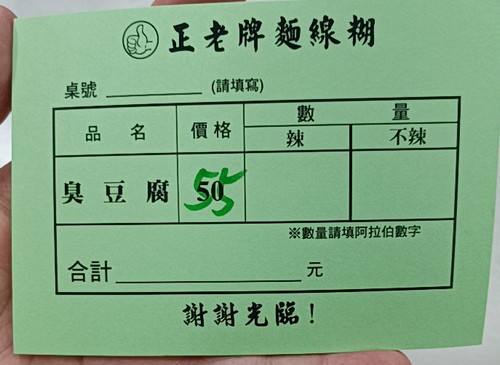 正老牌麵線糊
桌號 ________ (請填寫)
品名 價格 數量
辣 不辣
臭豆腐 50 55
※數量請填阿拉伯數字
合計 ________ 元
謝謝光臨!